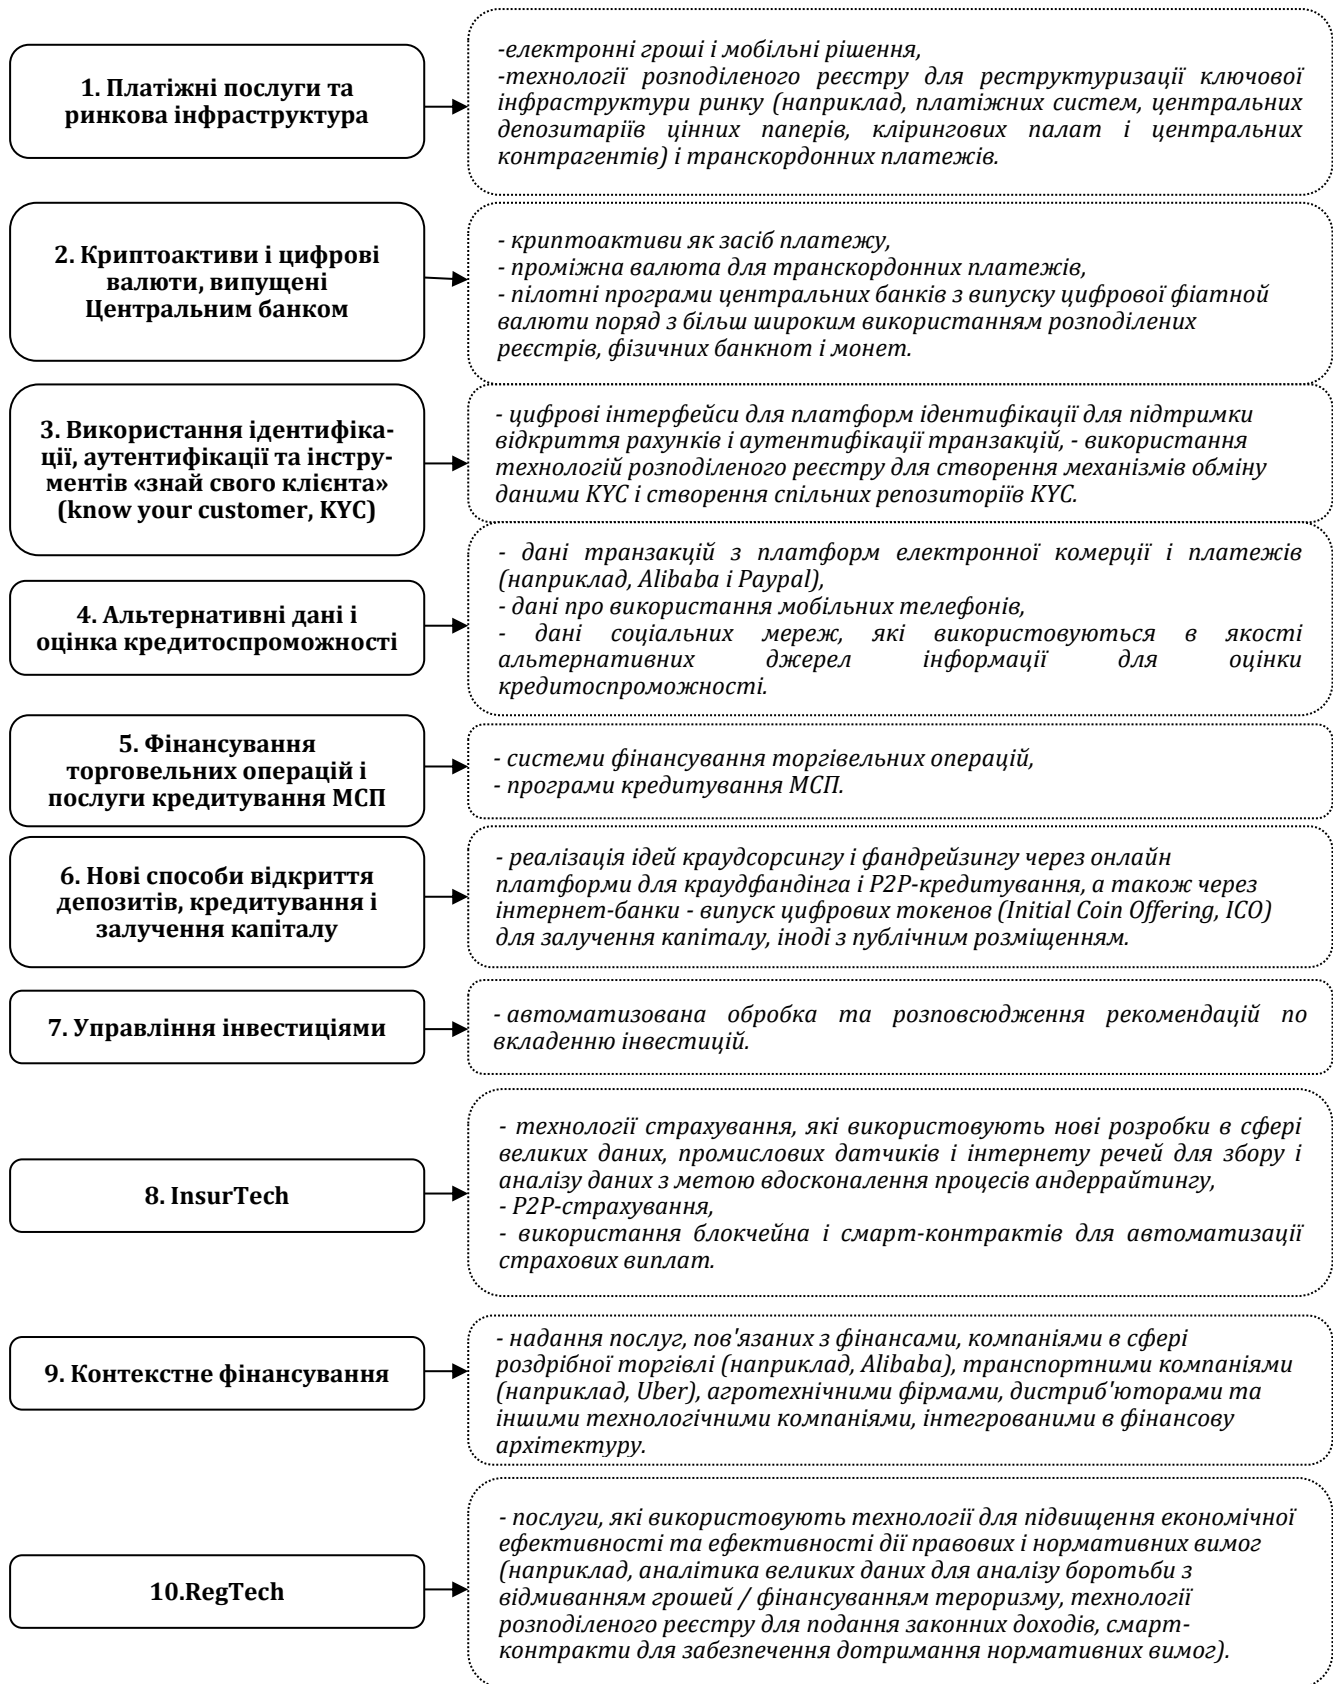 1. Платіжні послуги та
ринкова інфраструктура
-електронні гроші і мобільні рішення,
-технології розподіленого реєстру для реструктуризації ключової
інфраструктури ринку (наприклад, платіжних систем, центральних
депозитаріїв цінних паперів, клірингових палат і центральних
контрагентів) і транскордонних платежів.
2. Криптоактиви і цифрові
валюти, випущені
Центральним банком
- криптоактиви як засіб платежу,
- проміжна валюта для транскордонних платежів,
- пілотні програми центральних банків з випуску цифрової фіатної
валюти поряд з більш широким використанням розподілених
реєстрів, фізичних банкнот і монет.
3. Використання ідентифіка-
ції, аутентифікації та інстру-
ментів «знай свого клієнта»
(know your customer, KYC)
- цифрові інтерфейси для платформ ідентифікації для підтримки
відкриття рахунків і аутентифікації транзакцій, - використання
технологій розподіленого реєстру для створення механізмів обміну
даними KYC і створення спільних репозиторіїв KYC.
4. Альтернативні дані і
оцінка кредитоспроможності
- дані транзакцій з платформ електронної комерції і платежів
(наприклад, Alibaba і Paypal),
- дані про використання мобільних телефонів,
- дані соціальних мереж, які використовуються в якості
альтернативних джерел інформації для оцінки
кредитоспроможності.
5. Фінансування
торговельних операцій і
послуги кредитування МСП
- системи фінансування торгівельних операцій,
- програми кредитування МСП.
6. Нові способи відкриття
депозитів, кредитування і
залучення капіталу
- реалізація ідей краудсорсингу і фандрейзингу через онлайн
платформи для краудфандінга і P2P-кредитування, а також через
інтернет-банки - випуск цифрових токенов (Initial Coin Offering, ICO)
для залучення капіталу, іноді з публічним розміщенням.
7. Управління інвестиціями
- автоматизована обробка та розповсюдження рекомендацій по
вкладенню інвестицій.
8. InsurTech
- технології страхування, які використовують нові розробки в сфері
великих даних, промислових датчиків і інтернету речей для збору і
аналізу даних з метою вдосконалення процесів андеррайтингу,
- P2P-страхування,
- використання блокчейна і смарт-контрактів для автоматизації
страхових виплат.
9. Контекстне фінансування
- надання послуг, пов'язаних з фінансами, компаніями в сфері
роздрібної торгівлі (наприклад, Alibaba), транспортними компаніями
(наприклад, Uber), агротехнічними фірмами, дистриб'юторами та
іншими технологічними компаніями, інтегрованими в фінансову
архітектуру.
10.RegTech
- послуги, які використовують технології для підвищення економічної
ефективності та ефективності дії правових і нормативних вимог
(наприклад, аналітика великих даних для аналізу боротьби з
відмиванням грошей / фінансуванням тероризму, технології
розподіленого реєстру для подання законних доходів, смарт-
контракти для забезпечення дотримання нормативних вимог).